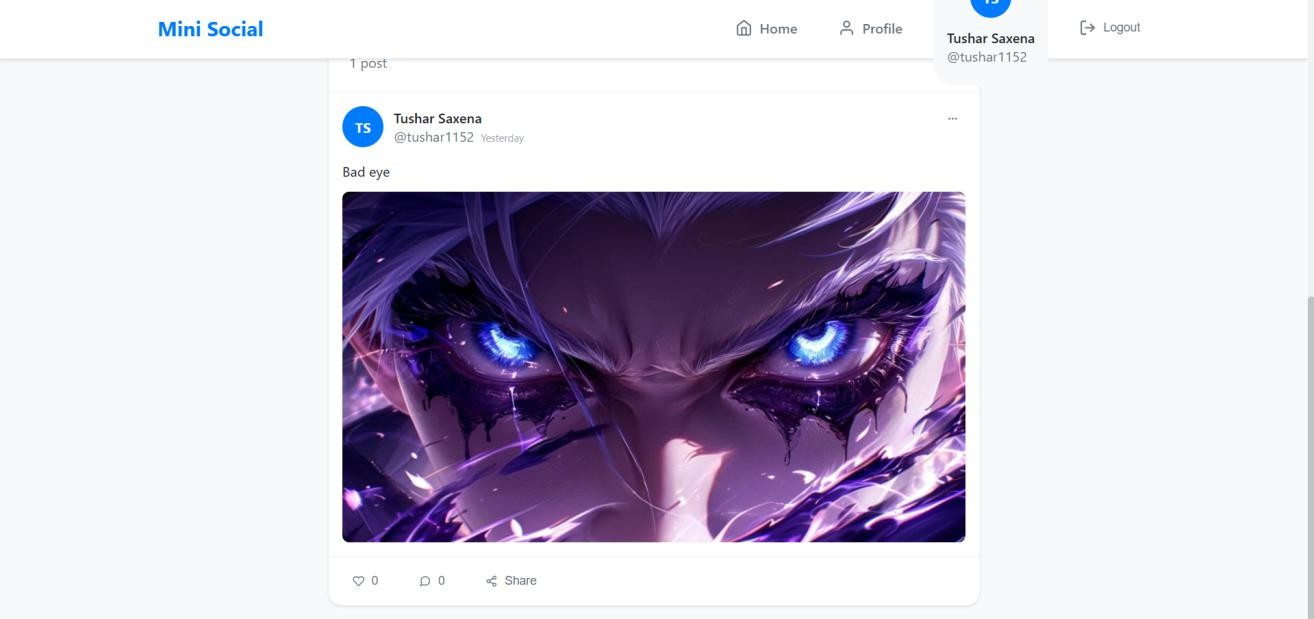 Mini Social
Home
Profile
TS
Tushar Saxena
@tushar1152
Logout
1 post
TS
Tushar Saxena
@tushar1152 Yesterday
...
Bad eye
0
0
Share